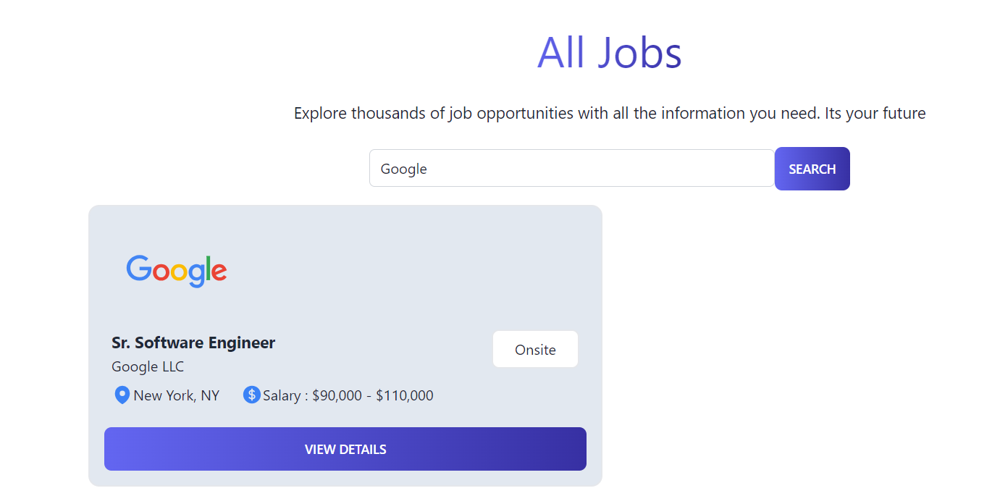 All Jobs
Explore thousands of job opportunities with all the information you need. Its your future
Google
SEARCH
Google
Sr. Software Engineer
Onsite
Google LLC
New York, NY
$ Salary : $90,000 - $110,000
VIEW DETAILS